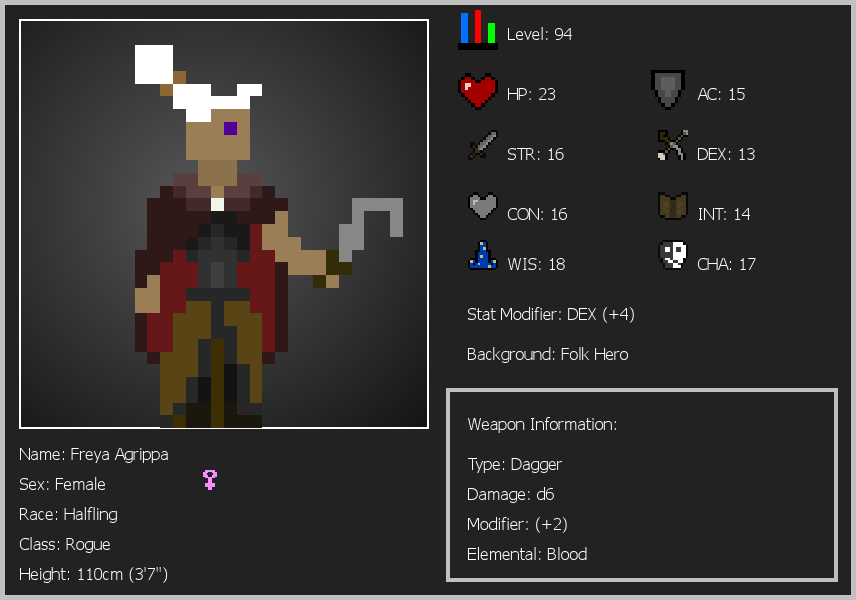 Level: 94
HP: 23
AC: 15
STR: 16
DEX: 13
CON: 16
INT: 14
WIS: 18
CHA: 17
Stat Modifier: DEX (+4)
Background: Folk Hero
Weapon Information:
Type: Dagger
Damage: d6
Modifier: (+2)
Elemental: Blood
Name: Freya Agrippa
Sex: Female
Race: Halfling
Class: Rogue
Height: 110cm (3'7")